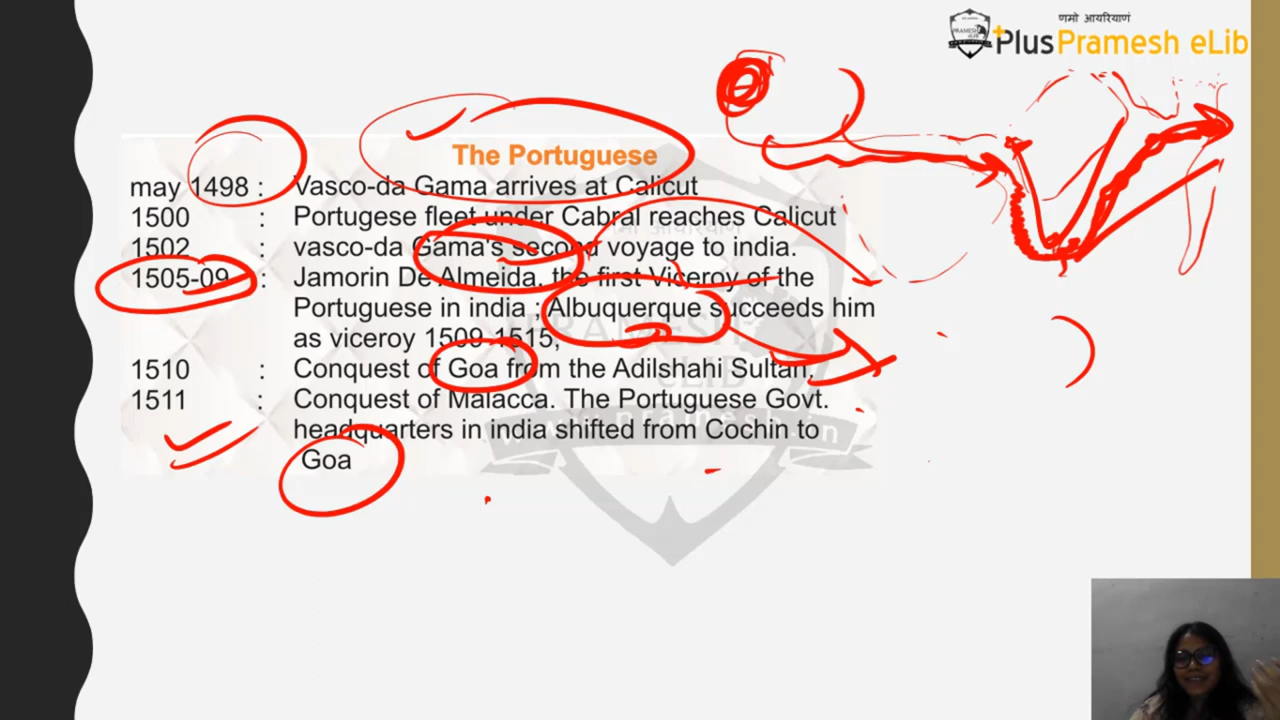 णमो आयरियाणं
PlusPramesh eLib
The Portuguese
may 1498 : Vasco-da Gama arrives at Calicut
1500 : Portugese fleet under Cabral reaches Calicut
1502 : vasco-da Gama's second voyage to india.
1505-09 : Jamorin De Almeida, the first Viceroy of the
Portuguese in india ; Albuquerque succeeds him
as viceroy 1509-1515,
1510 : Conquest of Goa from the Adilshahi Sultan.
1511 : Conquest of Malacca. The Portuguese Govt.
headquarters in india shifted from Cochin to
Goa